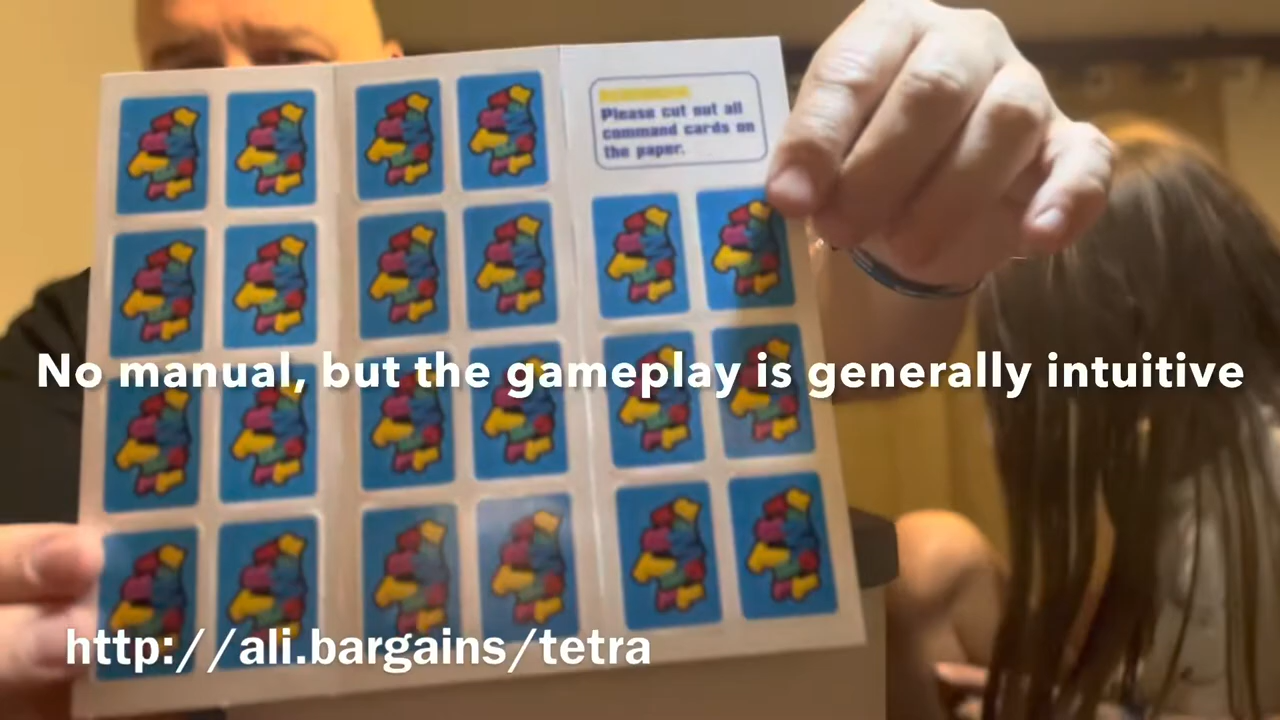 Please cut out all
command cards on
the paper.
No manual, but the gameplay is generally intuitive
http://ali.bargains/tetra